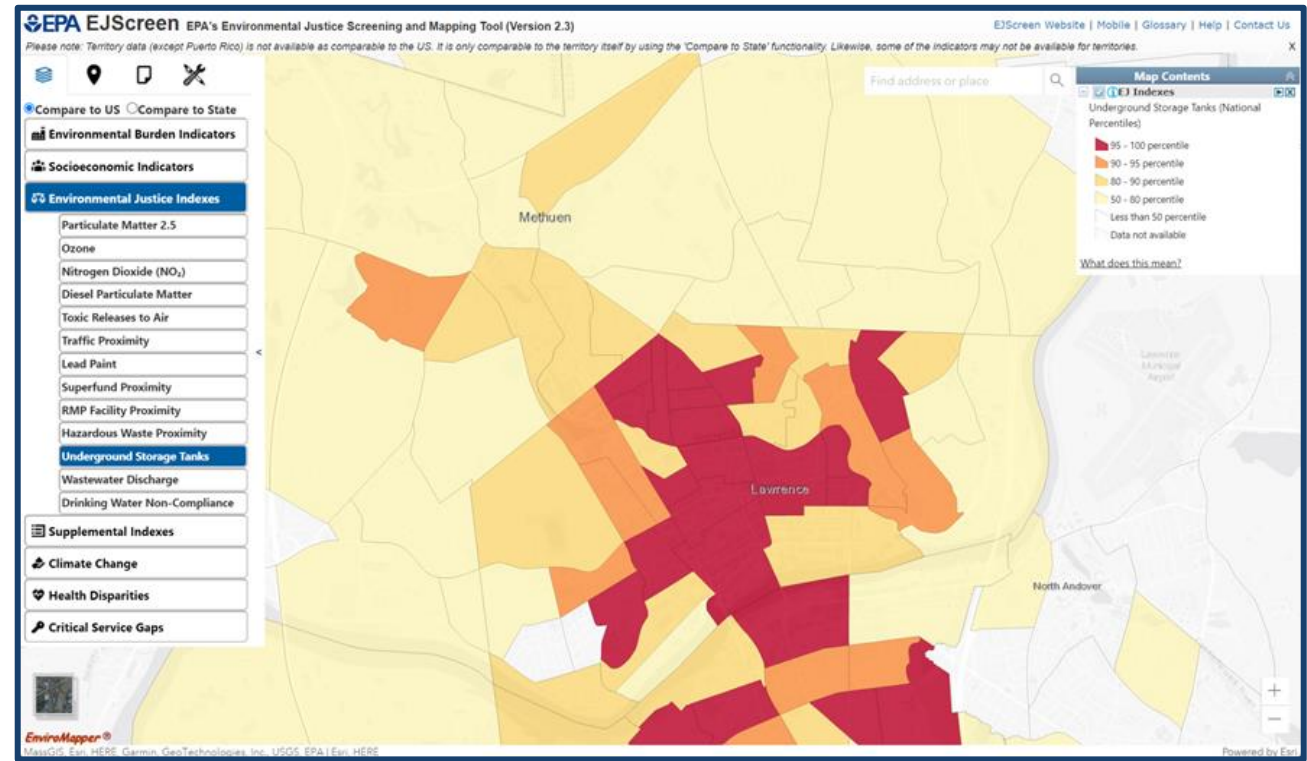 EPA EJScreen EPA's Environmental Justice Screening and Mapping Tool (Version 2.3)
EJScreen Website | Mobile | Glossary | Help | Contact Us
Please note: Territory data (except Puerto Rico) is not available as comparable to the US. It is only comparable to the territory itself by using the 'Compare to State' functionality. Likewise, some of the indicators may not be available for territories.
X
Compare to US Compare to State
Environmental Burden Indicators
Socioeconomic Indicators
Environmental Justice Indexes
Particulate Matter 2.5
Ozone
Nitrogen Dioxide (NO₂)
Diesel Particulate Matter
Toxic Releases to Air
Traffic Proximity
Lead Paint
Superfund Proximity
RMP Facility Proximity
Hazardous Waste Proximity
Underground Storage Tanks
Wastewater Discharge
Drinking Water Non-Compliance
Supplemental Indexes
Climate Change
Health Disparities
Critical Service Gaps
<
Find address or place
Map Contents
EJ Indexes
Underground Storage Tanks (National
Percentiles)
95 - 100 percentile
90 - 95 percentile
80 - 90 percentile
50 - 80 percentile
Less than 50 percentile
Data not available
What does this mean?
Methuen
Lawrence
Municipal
Airport
Lawrence
North Andover
+
−
EnviroMapper ®
MassGIS, Esri, HERE, Garmin, GeoTechnologies, Inc., USGS, EPA | Esri, HERE
Powered by Esri